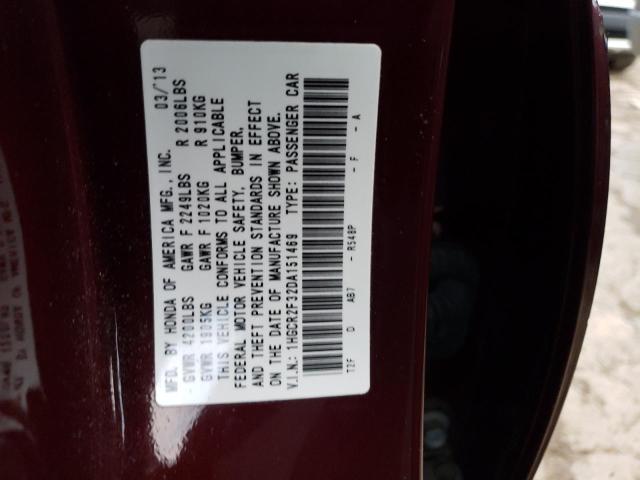 MFD. BY HONDA OF AMERICA MFG., INC. 03/'13
GVWR 4200LBS GAWR F 2249LBS R 2006LBS
GVWR 1905KG GAWR F 1020KG R 910KG
THIS VEHICLE CONFORMS TO ALL APPLICABLE
FEDERAL MOTOR VEHICLE SAFETY, BUMPER,
AND THEFT PREVENTION STANDARDS IN EFFECT
ON THE DATE OF MANUFACTURE SHOWN ABOVE.
V.I.N.: 1HGCR2F32DA151469 TYPE: PASSENGER CAR
T2F D AB7 - R548P - F - A